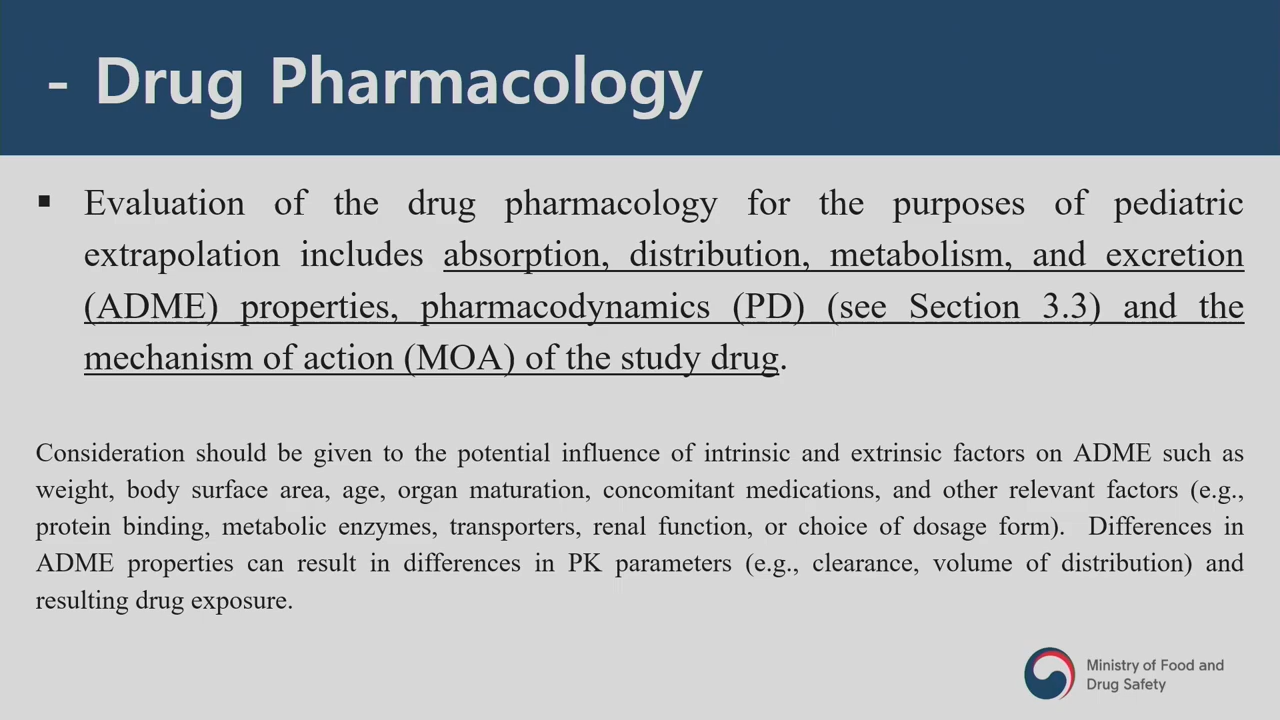 - Drug Pharmacology
▪ Evaluation of the drug pharmacology for the purposes of pediatric
extrapolation includes absorption, distribution, metabolism, and excretion
(ADME) properties, pharmacodynamics (PD) (see Section 3.3) and the
mechanism of action (MOA) of the study drug.
Consideration should be given to the potential influence of intrinsic and extrinsic factors on ADME such as
weight, body surface area, age, organ maturation, concomitant medications, and other relevant factors (e.g.,
protein binding, metabolic enzymes, transporters, renal function, or choice of dosage form). Differences in
ADME properties can result in differences in PK parameters (e.g., clearance, volume of distribution) and
resulting drug exposure.
Ministry of Food and
Drug Safety